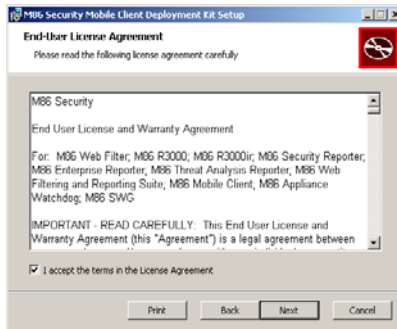 M86 Security Mobile Client Deployment Kit Setup
End-User License Agreement
Please read the following license agreement carefully
M86 Security
End User License and Warranty Agreement
For: M86 Web Filter; M86 R3000; M86 R3000ir; M86 Security Reporter;
M86 Enterprise Reporter; M86 Threat Analysis Reporter; M86 Web
Filtering and Reporting Suite; M86 Mobile Client; M86 Appliance
Watchdog; M86 SWG
IMPORTANT - READ CAREFULLY: This End User License and
Warranty Agreement (this "Agreement") is a legal agreement between
I accept the terms in the License Agreement
Print
Back
Next
Cancel